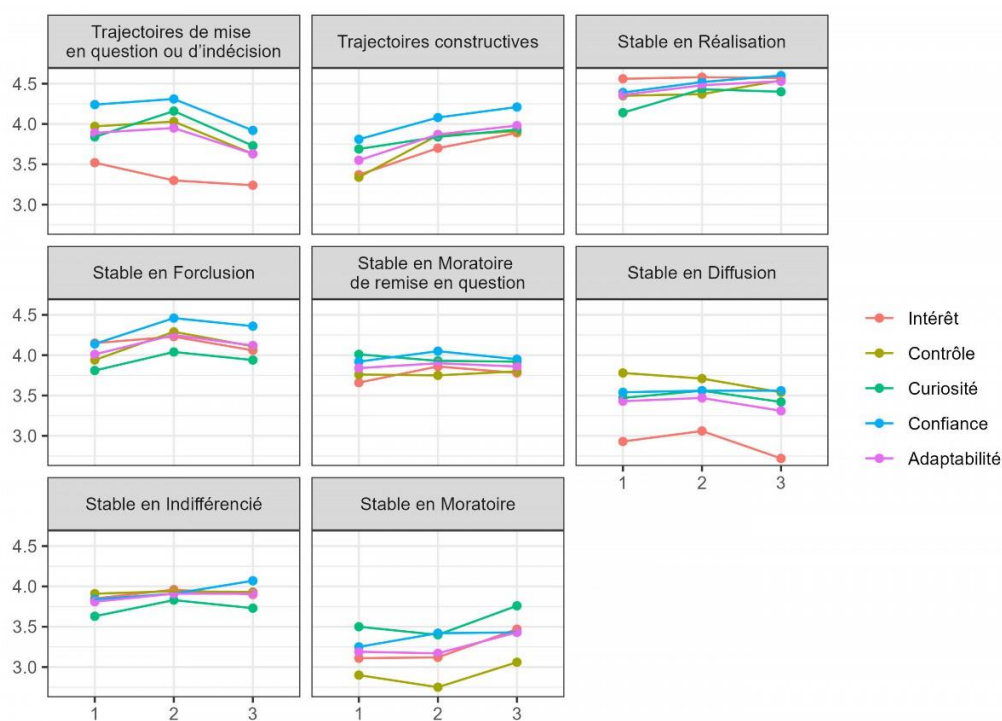 Trajectoires de mise
en question ou d'indécision
Trajectoires constructives
Stable en Réalisation
4.5
4.0
3.5
3.0
Stable en Forclusion
Stable en Moratoire
de remise en question
Stable en Diffusion
4.5
4.0
3.5
3.0
1
2
3
Stable en Indifférencié
Stable en Moratoire
4.5
4.0
3.5
3.0
1
2
3
1
2
3
Intérêt
Contrôle
Curiosité
Confiance
Adaptabilité